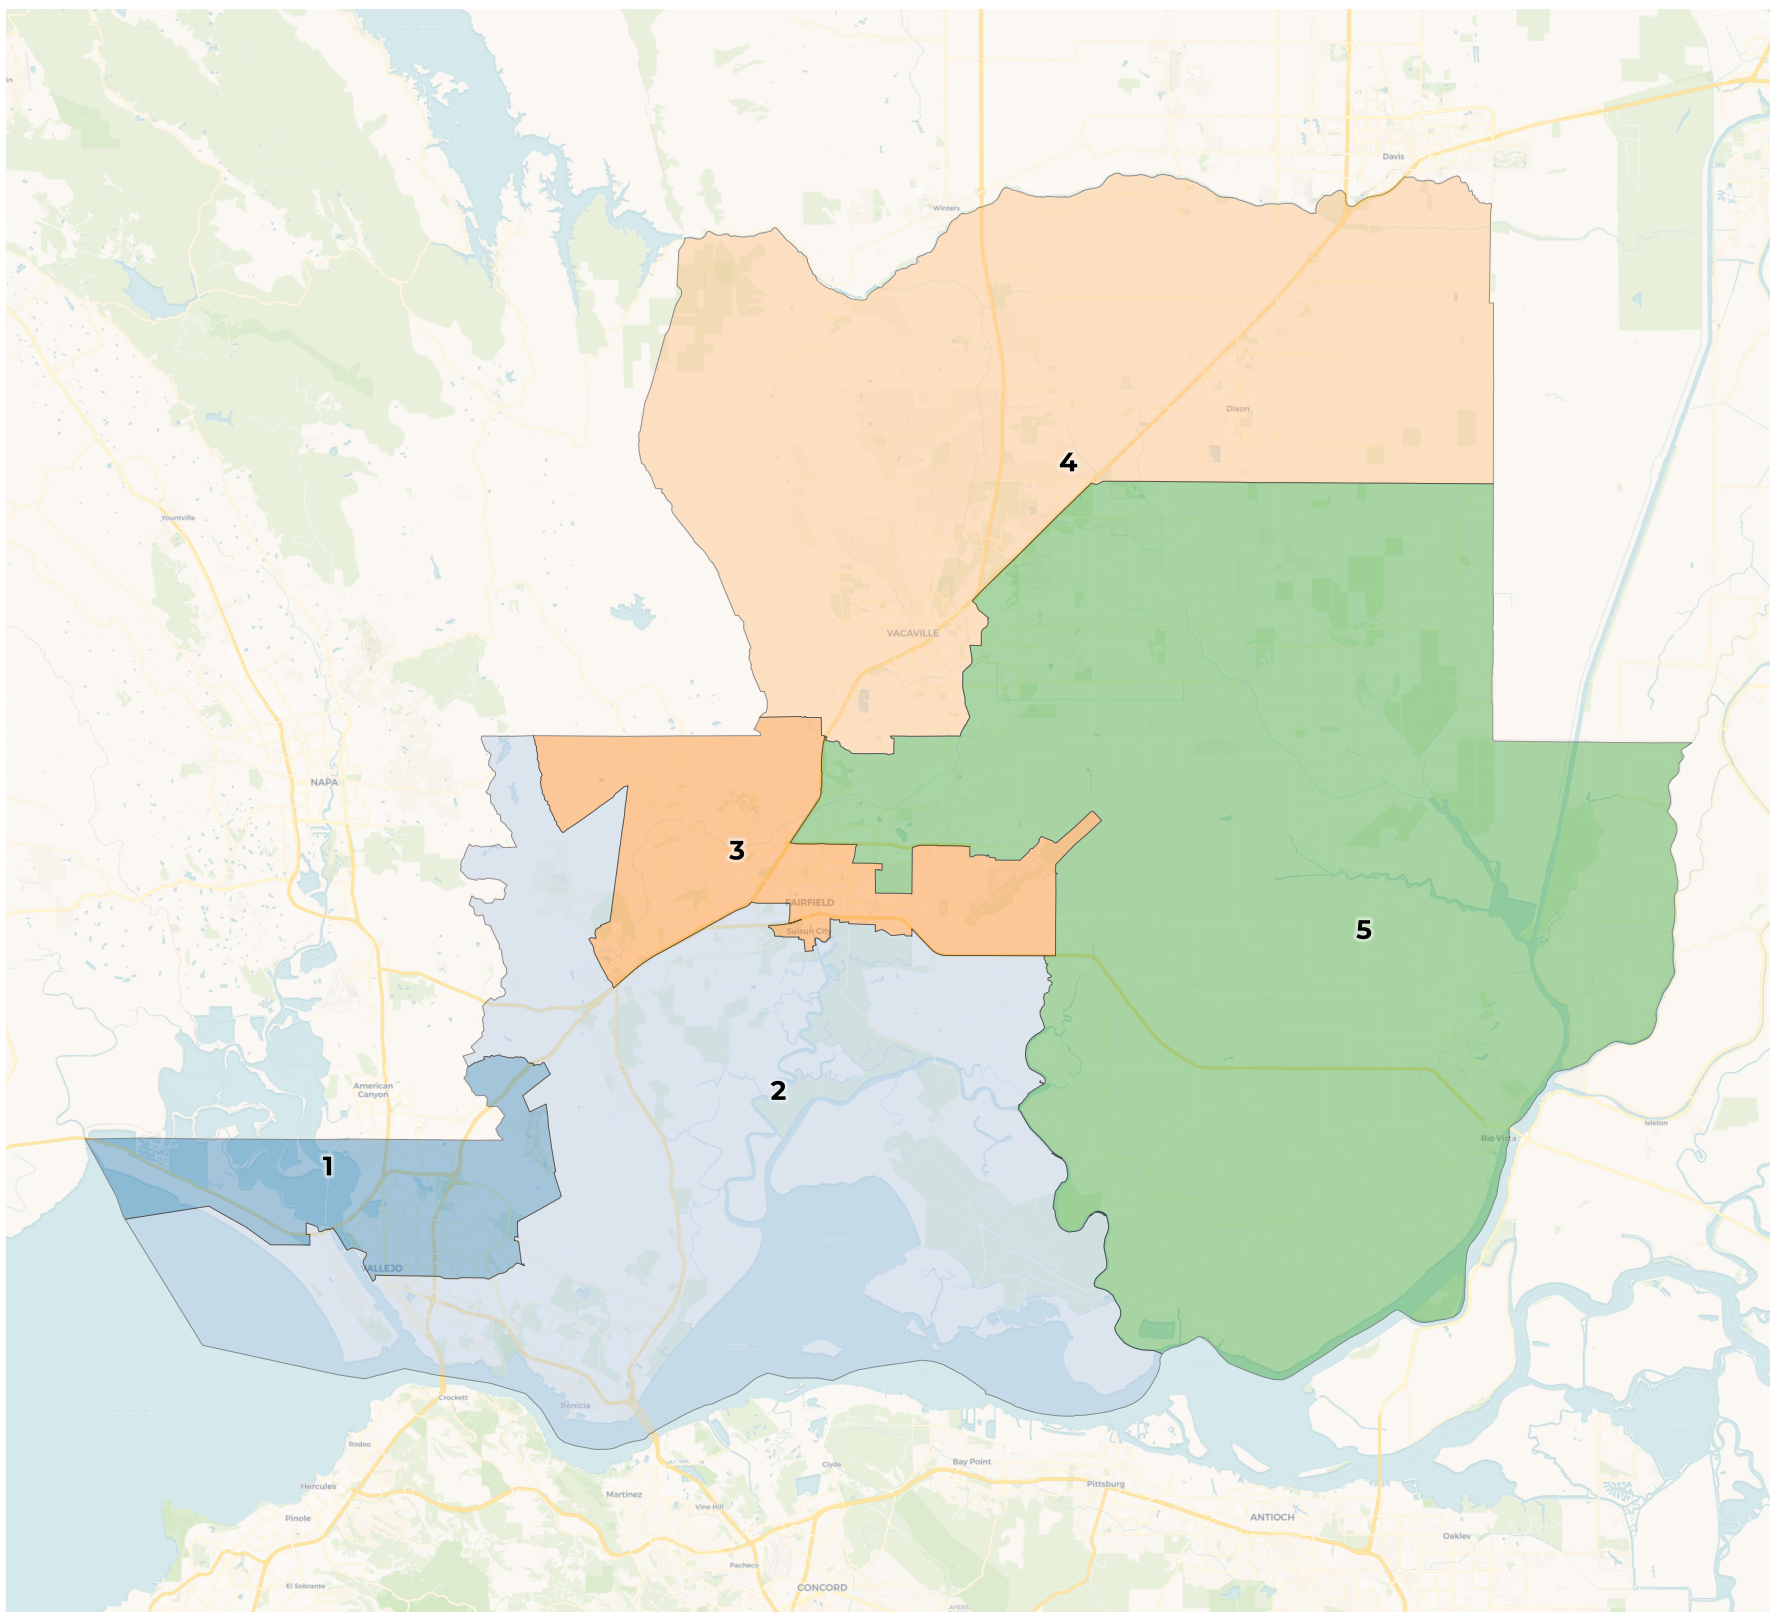 Davis
Winters
Dixon
4
Yountville
VACAVILLE
NAPA
3
FAIRFIELD
Suisun City
5
American
Canyon
2
Rio Vista
Isleton
1
VALLEJO
Crockett
Benicia
Rodeo
Clyde
Bay Point
Hercules
Martinez
Pittsburg
Vine Hill
Pinole
ANTIOCH
Oakley
Pacheco
El Sobrante
CONCORD
AYERS